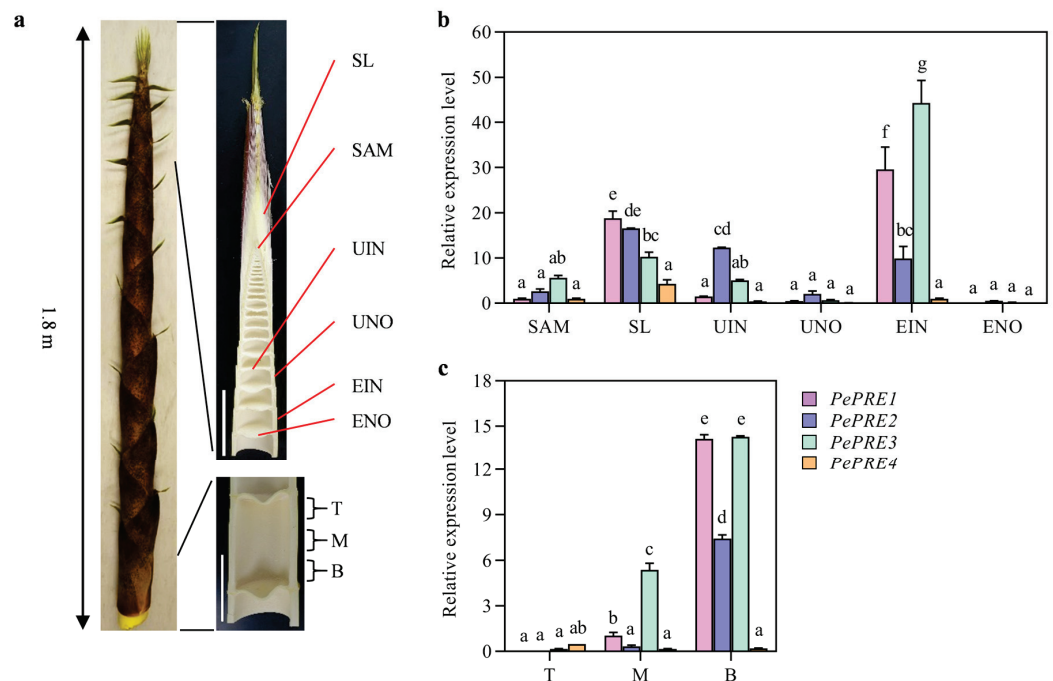 a
1.8 m
SL
SAM
UIN
UNO
EIN
ENO
T
M
B
b
Relative expression level
60
50
40
30
20
10
0
a a ab a
e de bc a
a cd ab a
a a a a
f bc g a
a a a a
SAM SL UIN UNO EIN ENO
c
Relative expression level
18
15
12
9
6
3
0
a a a ab
b a c a
e d e a
T M B
PePRE1
PePRE2
PePRE3
PePRE4